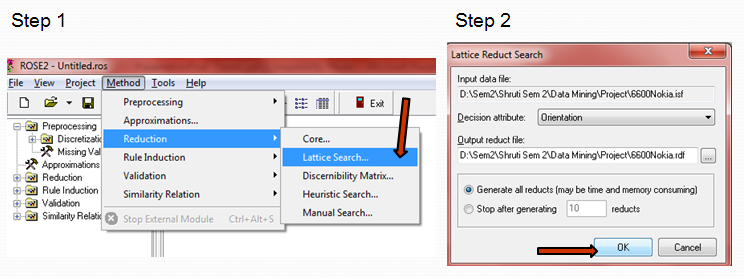 Step 1
ROSE2 - Untitled.ros
File View Project Method Tools Help
Exit
Preprocessing
Discretizatio
Missing Val
Approximations
Reduction
Rule Induction
Validation
Similarity Relation
Preprocessing
Approximations...
Reduction
Rule Induction
Validation
Similarity Relation
Stop External Module Ctrl+Alt+S
Core...
Lattice Search...
Discernibility Matrix...
Heuristic Search...
Manual Search...
Step 2
Lattice Reduct Search
Input data file:
D:\Sem2\Shruti Sem 2\Data Mining\Project\6600Nokia.isf
Decision attribute: Orientation
Output reduct file:
D:\Sem2\Shruti Sem 2\Data Mining\Project\6600Nokia.rdf ...
Generate all reducts (may be time and memory consuming)
Stop after generating 10 reducts
OK Cancel